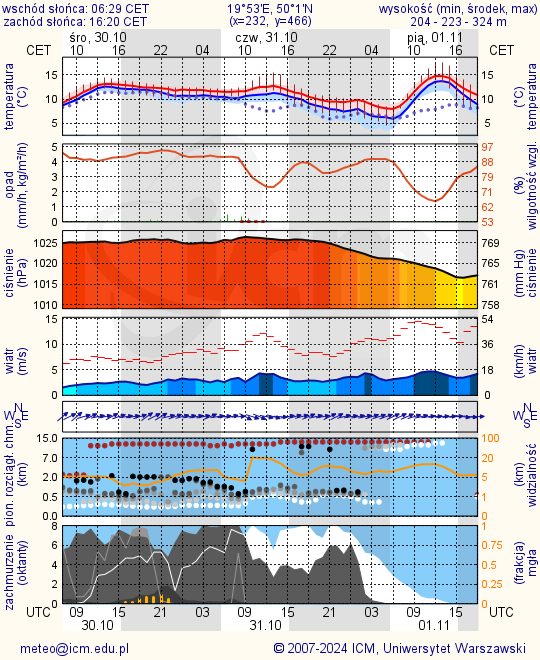 wschód słońca: 06:29 CET 19°53'E, 50°1'N wysokość (min, środek, max)
zachód słońca: 16:20 CET (x=232, y=466) 204 - 223 - 324 m
śro, 30.10 czw, 31.10 pią, 01.11
CET 10 16 22 04 10 16 22 04 10 16 CET
temperatura (°C)
15
10
5
temperatura (°C)
15
10
5
opad (mm/h, kg/m²/h)
5
4
3
2
1
0
97
88
79
71
62
53
wilgotność wzgl. (%)
ciśnienie (hPa)
1025
1020
1015
1010
769
765
761
758
ciśnienie (mm Hg)
wiatr (m/s)
15
10
5
0
54
36
18
0
wiatr (km/h)
N
W E
S
N
W E
S
pion. rozciągł. chm. (km)
15.0
7.0
2.0
0.5
0.0
100
20
5
1
0
widzialność (km)
zachmurzenie (oktanty)
8
6
4
2
0
1
0.75
0.5
0.25
0
mgła (frakcja)
UTC 09 15 21 03 09 15 21 03 09 15 UTC
30.10 31.10 01.11
meteo@icm.edu.pl © 2007-2024 ICM, Uniwersytet Warszawski